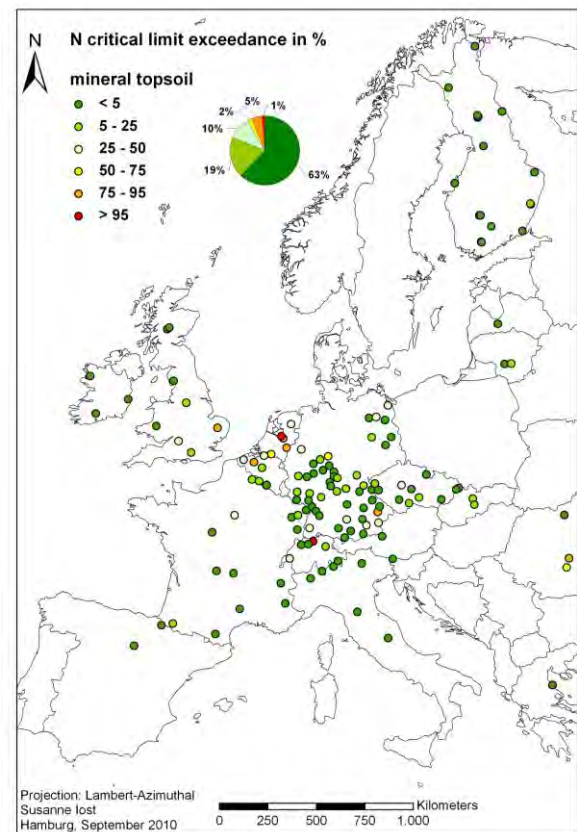 N
N critical limit exceedance in %
mineral topsoil
< 5
5 - 25
25 - 50
50 - 75
75 - 95
> 95
5%
1%
2%
10%
19%
63%
Projection: Lambert-Azimuthal
Susanne Iost
Hamburg, September 2010
Kilometers
0 250 500 750 1.000